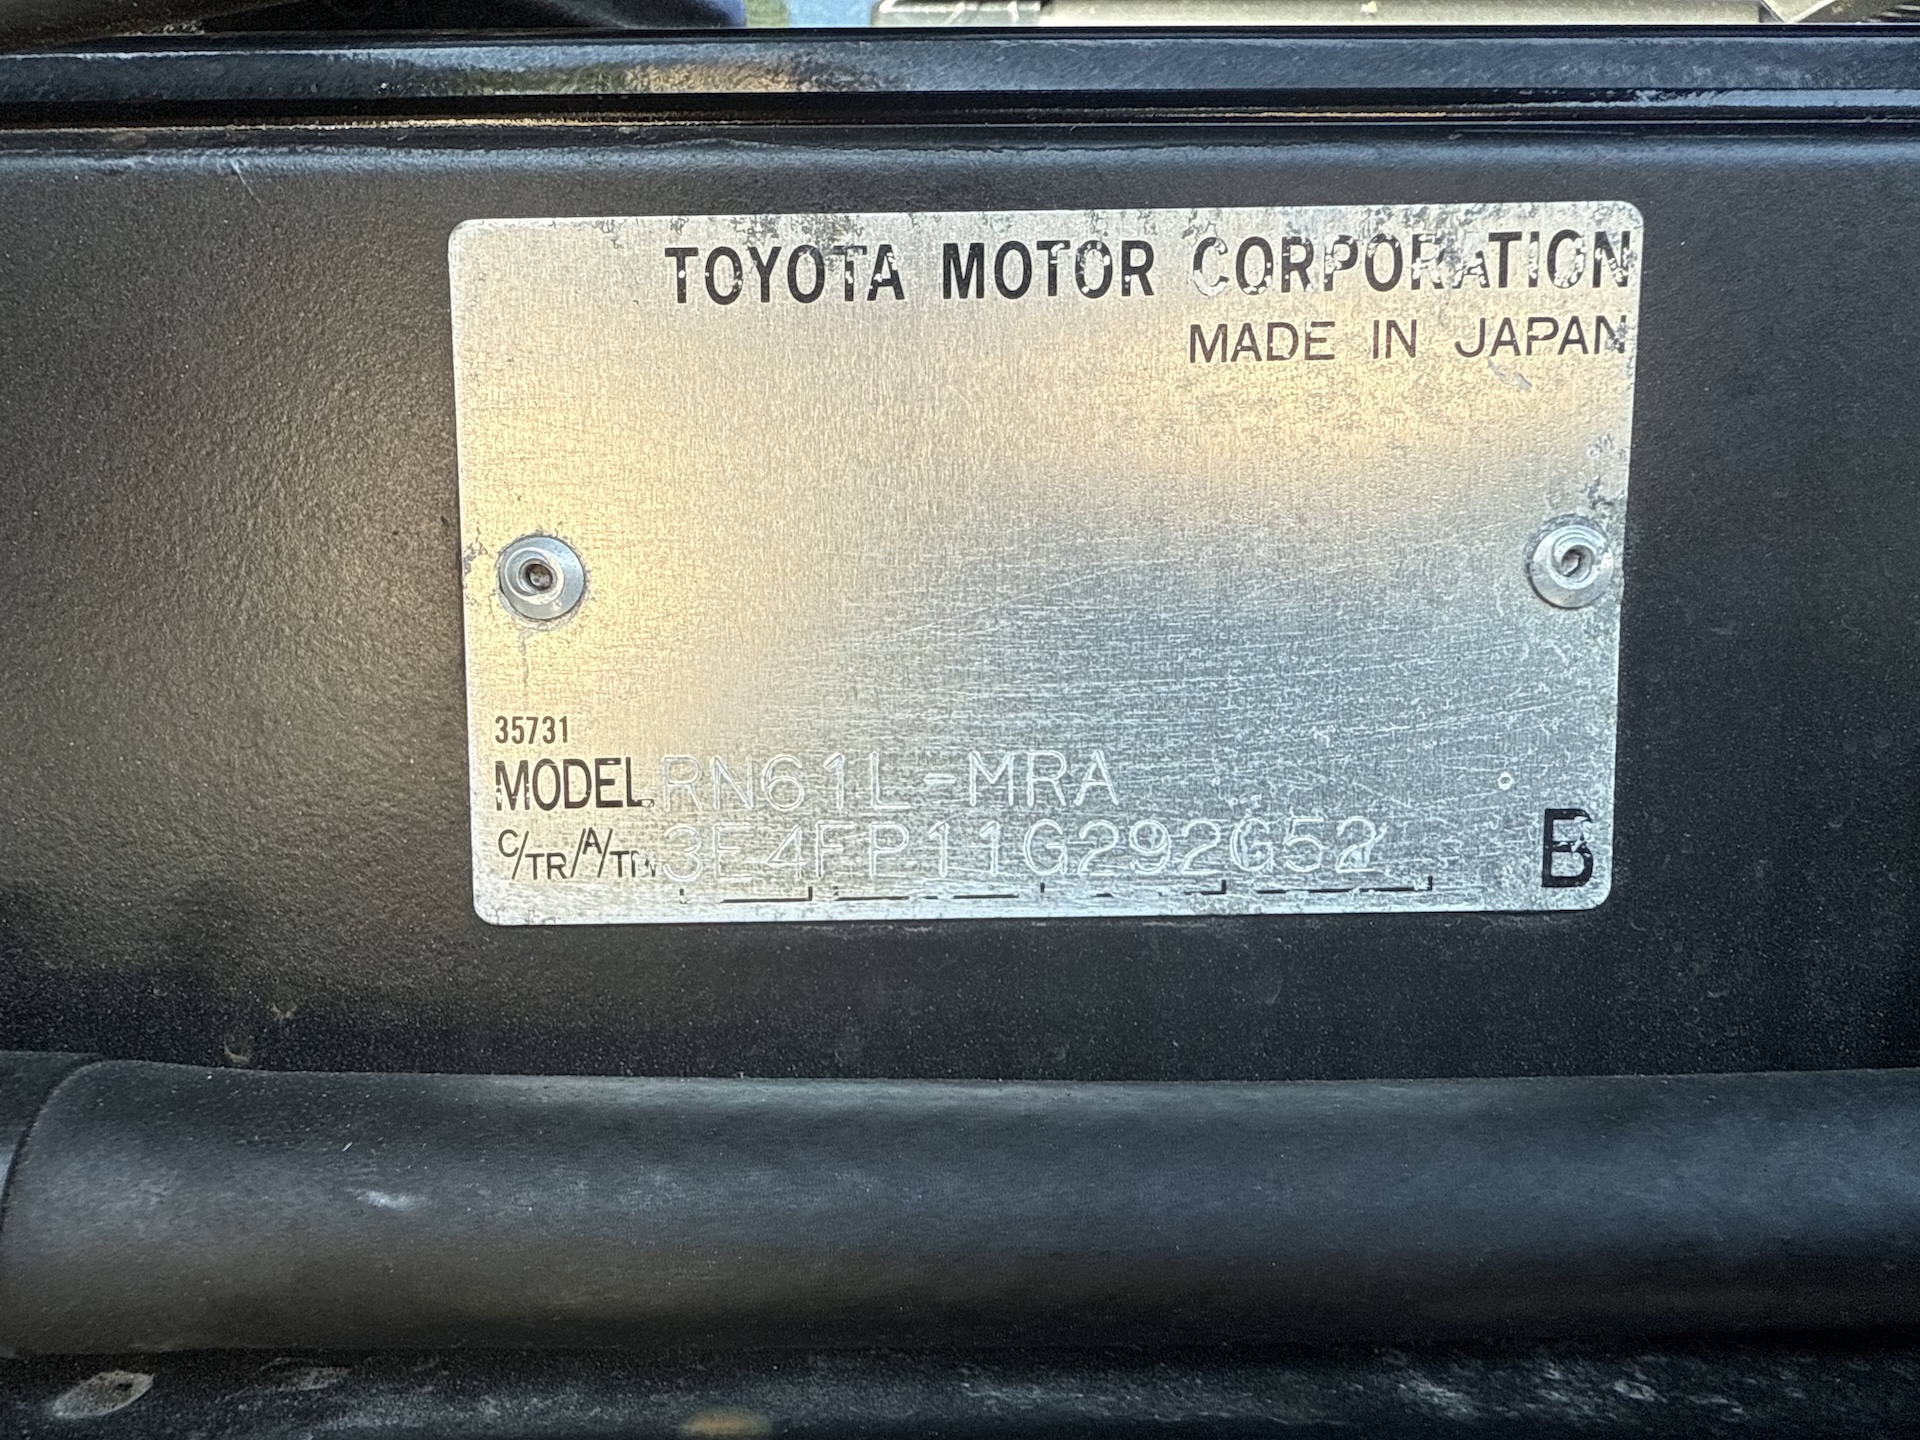 TOYOTA MOTOR CORPORATION
MADE IN JAPAN
35731
MODEL RN61L-MRA
C/TR/A/TM 3E4FP11G292G52
B